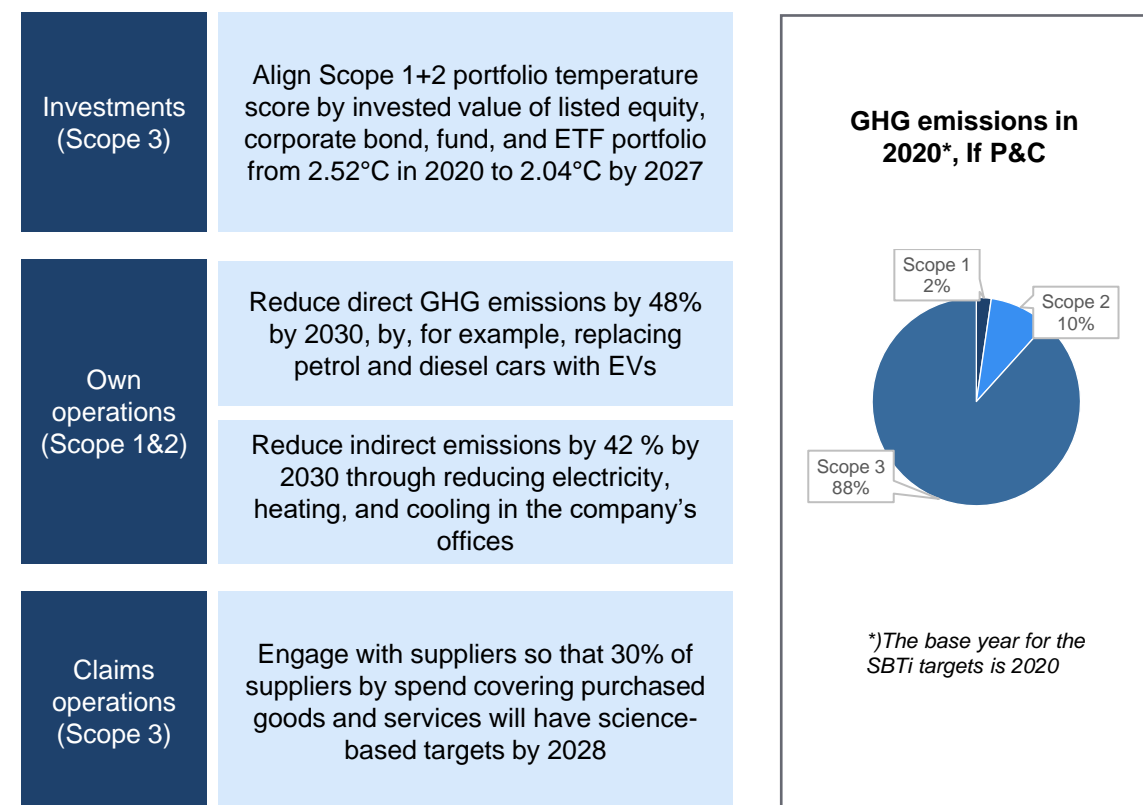 Investments
(Scope 3)
Align Scope 1+2 portfolio temperature
score by invested value of listed equity,
corporate bond, fund, and ETF portfolio
from 2.52°C in 2020 to 2.04°C by 2027
Own
operations
(Scope 1&2)
Reduce direct GHG emissions by 48%
by 2030, by, for example, replacing
petrol and diesel cars with EVs
Reduce indirect emissions by 42 % by
2030 through reducing electricity,
heating, and cooling in the company's
offices
Claims
operations
(Scope 3)
Engage with suppliers so that 30% of
suppliers by spend covering purchased
goods and services will have science-
based targets by 2028
GHG emissions in
2020*, If P&C
Scope 1
2%
Scope 2
10%
Scope 3
88%
*)The base year for the
SBTi targets is 2020